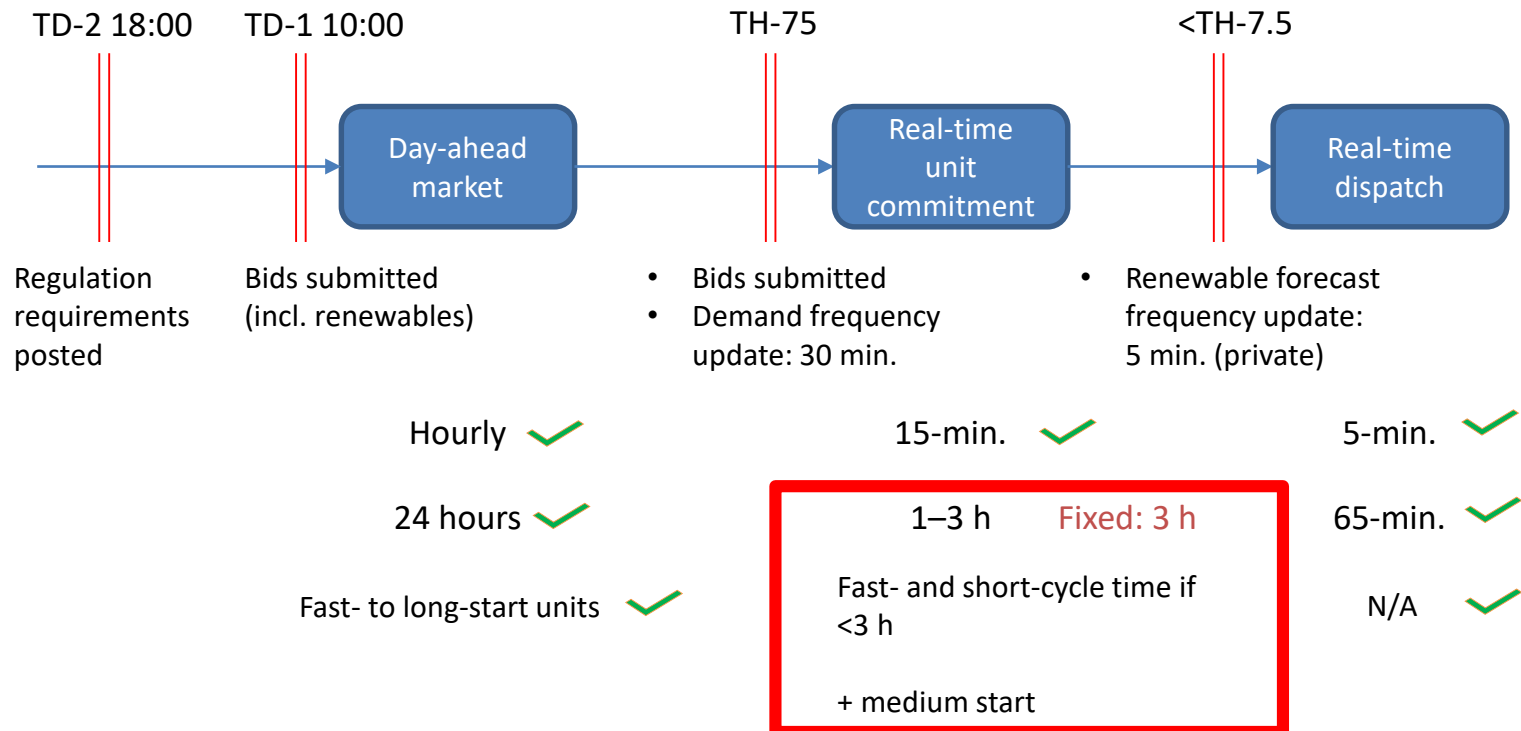 TD-2 18:00
TD-1 10:00
TH-75
<TH-7.5
Day-ahead
market
Real-time
unit
commitment
Real-time
dispatch
Regulation
requirements
posted
Bids submitted
(incl. renewables)
• Bids submitted
• Demand frequency
update: 30 min.
• Renewable forecast
frequency update:
5 min. (private)
Hourly
15-min.
5-min.
24 hours
1–3 h
Fixed: 3 h
65-min.
Fast- to long-start units
Fast- and short-cycle time if
<3 h
+ medium start
N/A